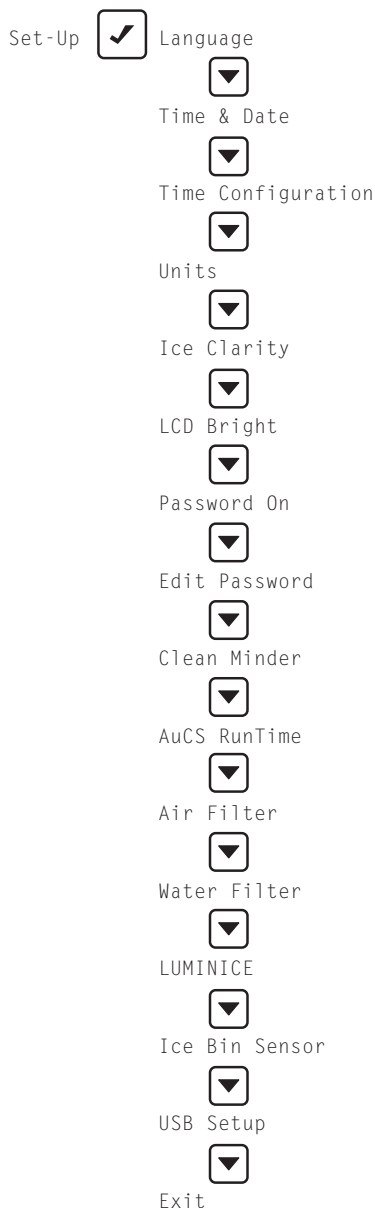 Set-Up Language
Time & Date
Time Configuration
Units
Ice Clarity
LCD Bright
Password On
Edit Password
Clean Minder
AuCS RunTime
Air Filter
Water Filter
LUMINICE
Ice Bin Sensor
USB Setup
Exit